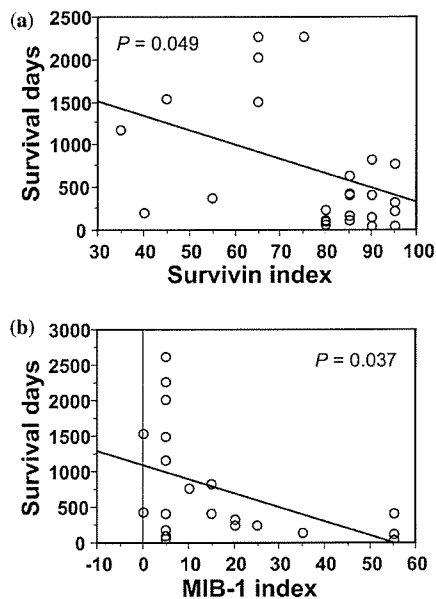 (a)
Survival days
2500
2000
1500
1000
500
0
P = 0.049
30 40 50 60 70 80 90 100
Survivin index
(b)
Survival days
3000
2500
2000
1500
1000
500
0
P = 0.037
-10 0 10 20 30 40 50 60
MIB-1 index